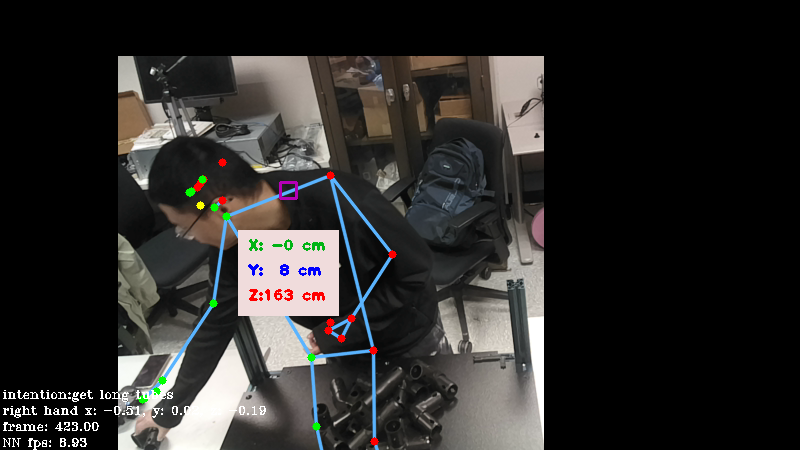 X: -0 cm
Y: 8 cm
Z:163 cm
intention:get long tubes
right hand x: -0.51, y: -0.19
frame: 423.00
NN fps: 8.93